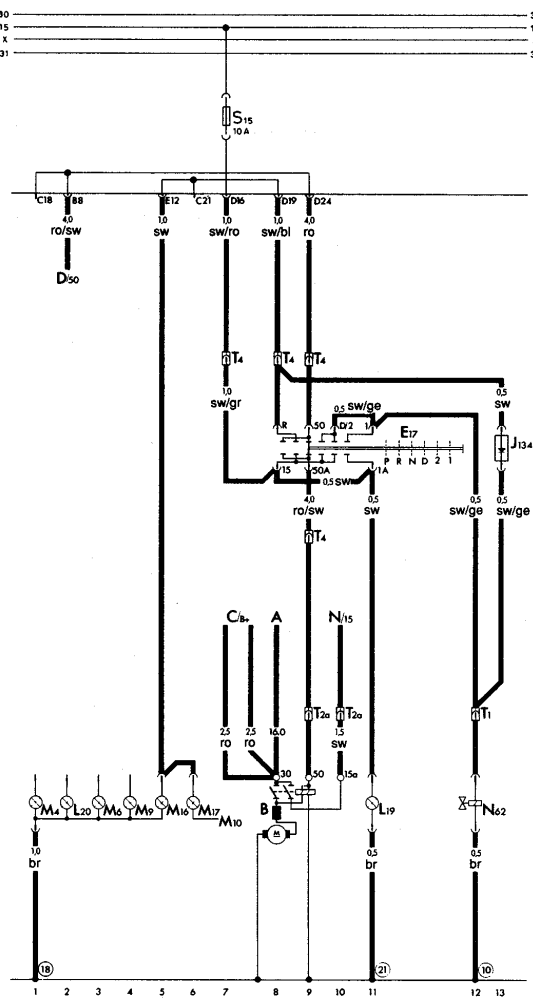 30
15
X
31
S15
10 A
C18 B8 E12 C21 D16 D19 D24
4,0 1,0 1,0 1,0 4,0
ro/sw sw sw/ro sw/bl ro
D/50
T4 T4 T4
1,0 0,5
sw/gr sw
0,5 sw/ge
R 50 D/2 1
E17 J134
P R N D 2 1
15 50A 1A
0,5 sw
4,0 0,5 0,5 0,5
ro/sw sw sw/ge sw/ge
T4
C/B+ A N/15
T2a T2a T1
2,5 2,5 16,0 1,5
ro ro sw
30 50 15a
M4 L20 M6 M9 M16 M17 B L19 N62
M10
M
1,0 0,5 0,5
br br br
18 21 10
1 2 3 4 5 6 7 8 9 10 11 12 13